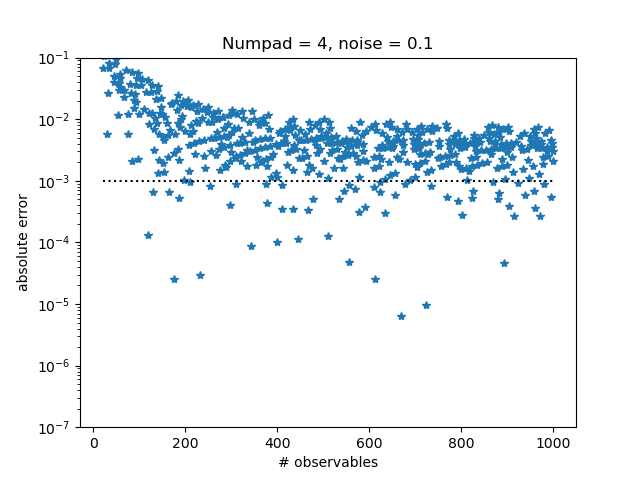 Numpad = 4, noise = 0.1
absolute error
10⁻¹
10⁻²
10⁻³
10⁻⁴
10⁻⁵
10⁻⁶
10⁻⁷
0 200 400 600 800 1000
# observables